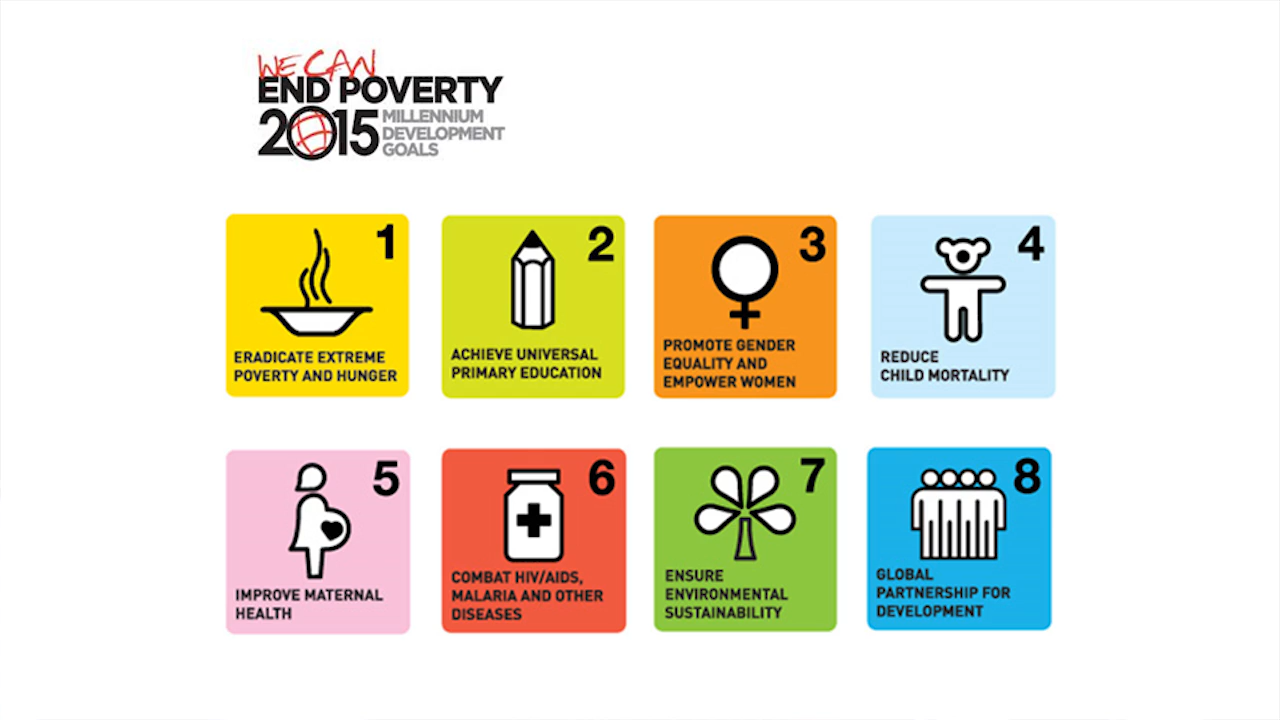 WE CAN
END POVERTY
2015 MILLENNIUM
DEVELOPMENT
GOALS
1
ERADICATE EXTREME
POVERTY AND HUNGER
2
ACHIEVE UNIVERSAL
PRIMARY EDUCATION
3
PROMOTE GENDER
EQUALITY AND
EMPOWER WOMEN
4
REDUCE
CHILD MORTALITY
5
IMPROVE MATERNAL
HEALTH
6
COMBAT HIV/AIDS,
MALARIA AND OTHER
DISEASES
7
ENSURE
ENVIRONMENTAL
SUSTAINABILITY
8
GLOBAL
PARTNERSHIP FOR
DEVELOPMENT